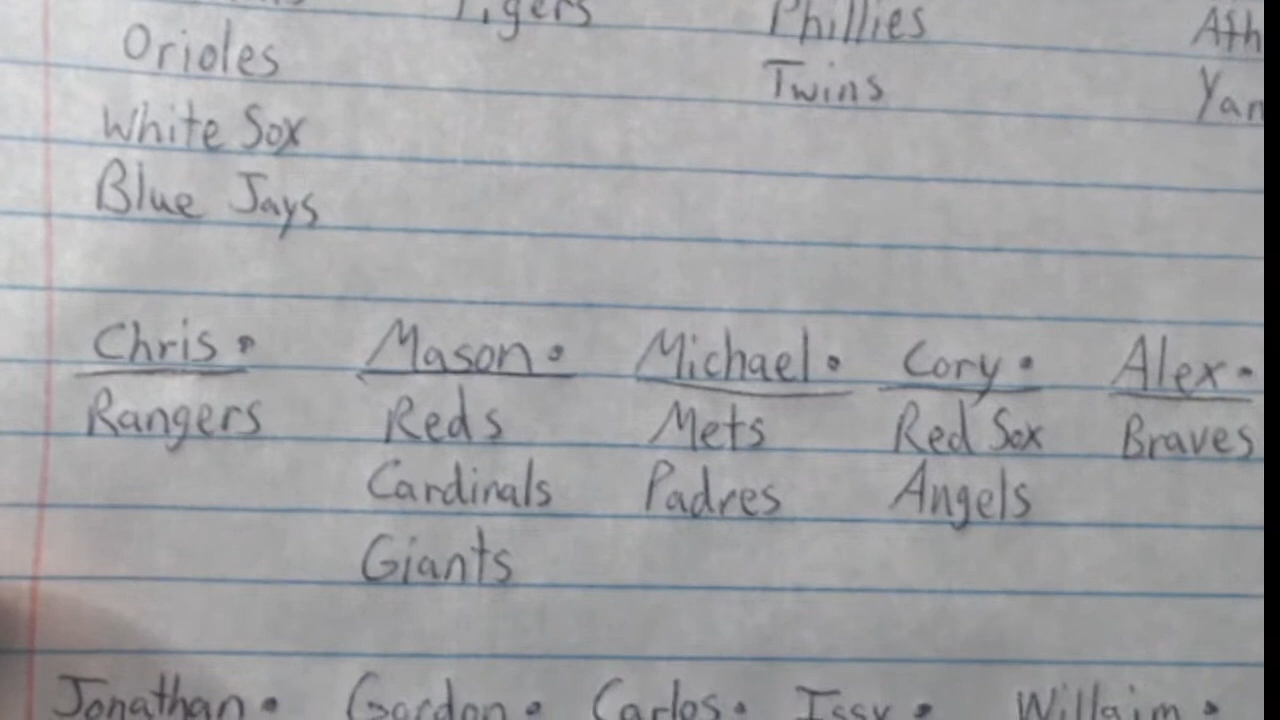 Tigers Phillies
Orioles Twins
White Sox
Blue Jays
Chris• Mason• Michael• Cory• Alex•
Rangers Reds Mets Red Sox Braves
Cardinals Padres Angels
Giants
Jonathan• Gordon• Carlos• Issy• Willaim•